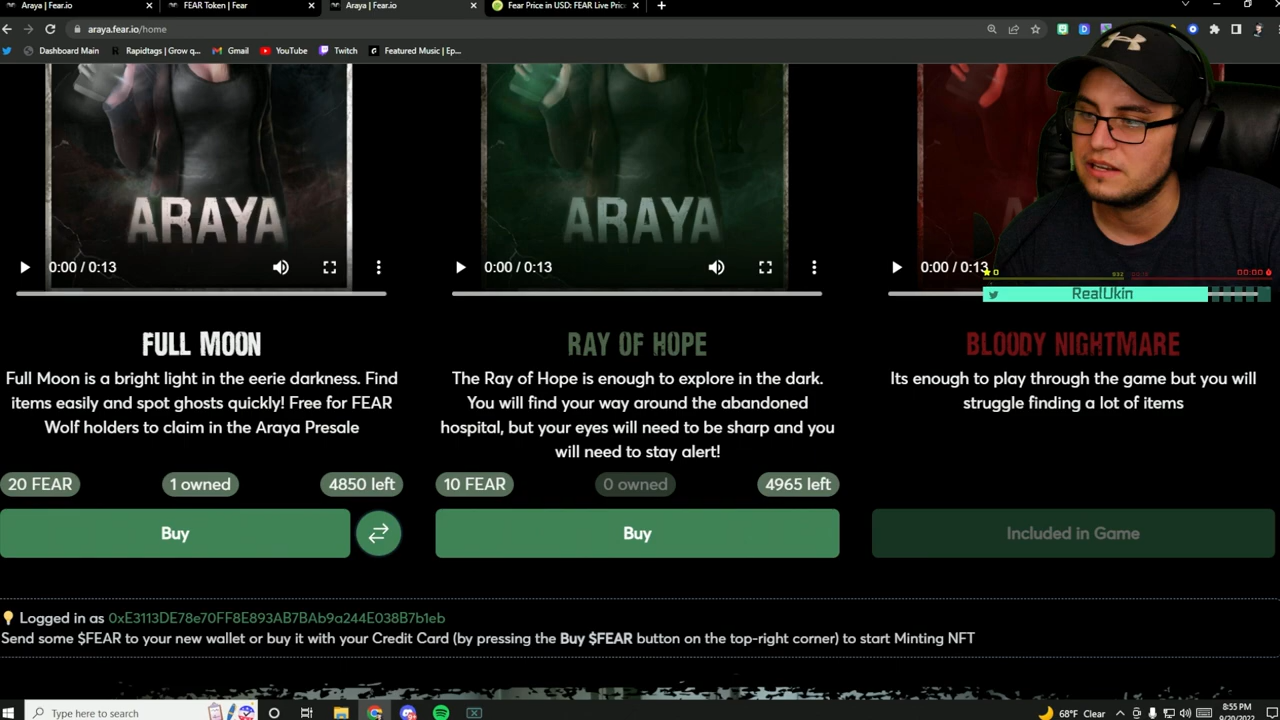 Araya | Fear.io
FEAR Token | Fear
Araya | Fear.io
Fear Price in USD: FEAR Live Pric
araya.fear.io/home
Dashboard Main
Rapidtags | Grow q...
Gmail
YouTube
Twitch
Featured Music | Ep...
ARAYA
ARAYA
0:00 / 0:13
0:00 / 0:13
0:00 / 0:13
0
00:00
RealUkin
FULL MOON
RAY OF HOPE
BLOODY NIGHTMARE
Full Moon is a bright light in the eerie darkness. Find
items easily and spot ghosts quickly! Free for FEAR
Wolf holders to claim in the Araya Presale
The Ray of Hope is enough to explore in the dark.
You will find your way around the abandoned
hospital, but your eyes will need to be sharp and you
will need to stay alert!
Its enough to play through the game but you will
struggle finding a lot of items
20 FEAR
1 owned
4850 left
10 FEAR
0 owned
4965 left
Buy
Buy
Included in Game
Logged in as 0xE3113DE78e70FF8E893AB7BAb9a244E038B7b1eb
Send some $FEAR to your new wallet or buy it with your Credit Card (by pressing the Buy $FEAR button on the top-right corner) to start Minting NFT
Type here to search
68°F Clear
8:55 PM
9/20/2022